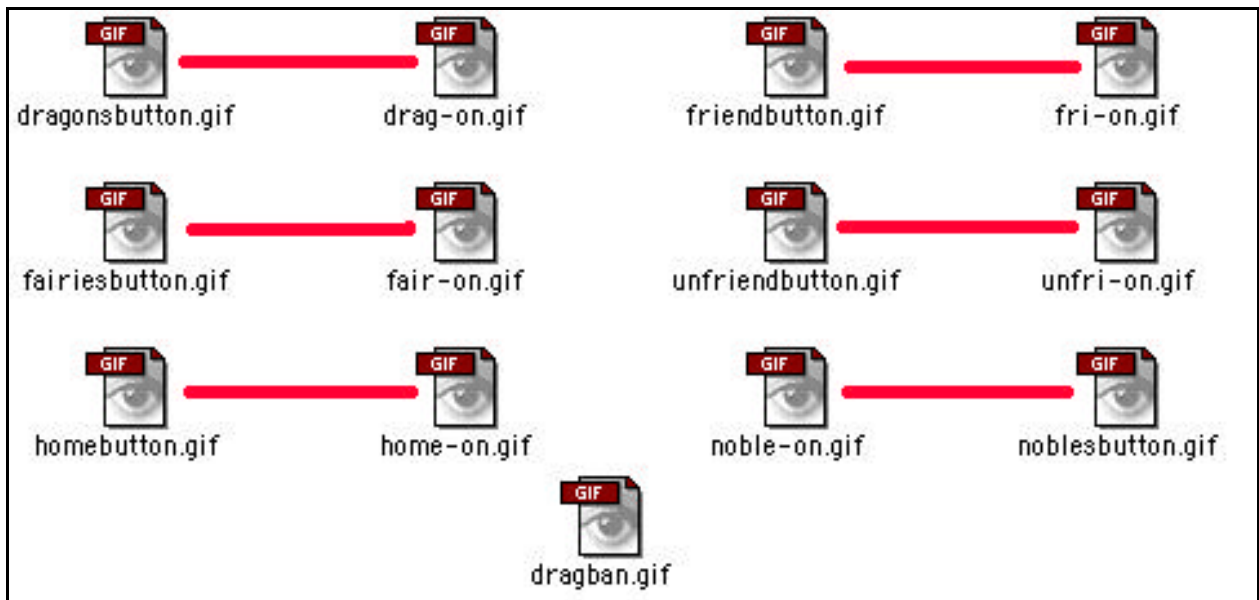 GIF GIF GIF GIF
dragonsbutton.gif drag-on.gif friendbutton.gif fri-on.gif
GIF GIF GIF GIF
fairiesbutton.gif fair-on.gif unfriendbutton.gif unfri-on.gif
GIF GIF GIF GIF
homebutton.gif home-on.gif noble-on.gif noblesbutton.gif
GIF
dragban.gif